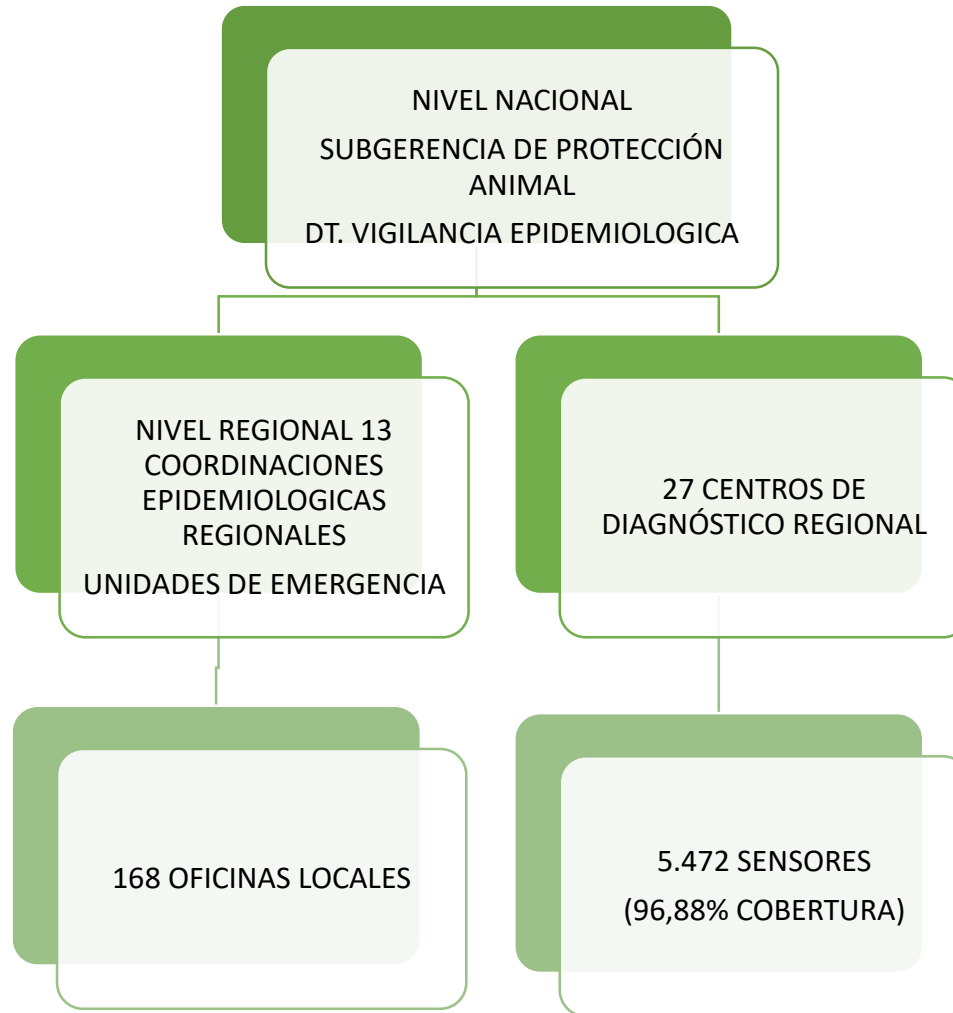 NIVEL NACIONAL
SUBGERENCIA DE PROTECCIÓN
ANIMAL
DT. VIGILANCIA EPIDEMIOLOGICA
NIVEL REGIONAL 13
COORDINACIONES
EPIDEMIOLOGICAS
REGIONALES
UNIDADES DE EMERGENCIA
27 CENTROS DE
DIAGNÓSTICO REGIONAL
168 OFICINAS LOCALES
5.472 SENSORES
(96,88% COBERTURA)